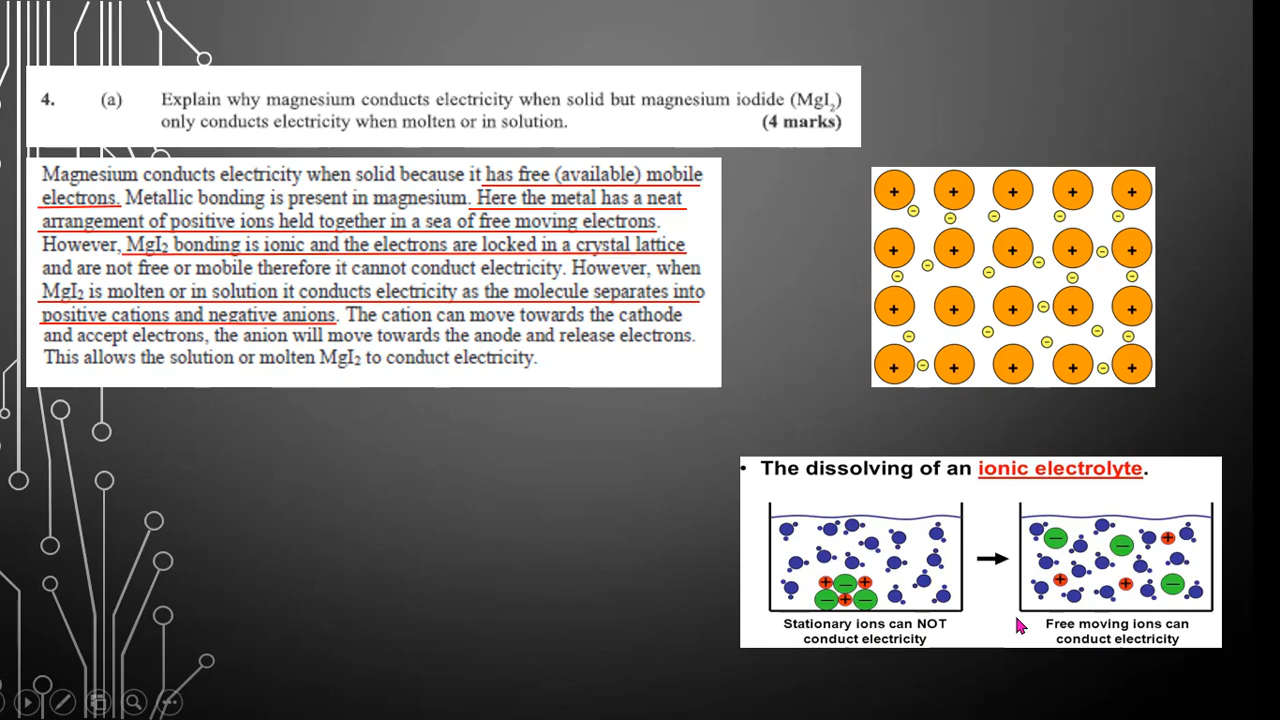 4. (a) Explain why magnesium conducts electricity when solid but magnesium iodide (MgI₂)
only conducts electricity when molten or in solution. (4 marks)
Magnesium conducts electricity when solid because it has free (available) mobile
electrons. Metallic bonding is present in magnesium. Here the metal has a neat
arrangement of positive ions held together in a sea of free moving electrons.
However, MgI₂ bonding is ionic and the electrons are locked in a crystal lattice
and are not free or mobile therefore it cannot conduct electricity. However, when
MgI₂ is molten or in solution it conducts electricity as the molecule separates into
positive cations and negative anions. The cation can move towards the cathode
and accept electrons, the anion will move towards the anode and release electrons.
This allows the solution or molten MgI₂ to conduct electricity.
• The dissolving of an ionic electrolyte.
Stationary ions can NOT
conduct electricity
Free moving ions can
conduct electricity